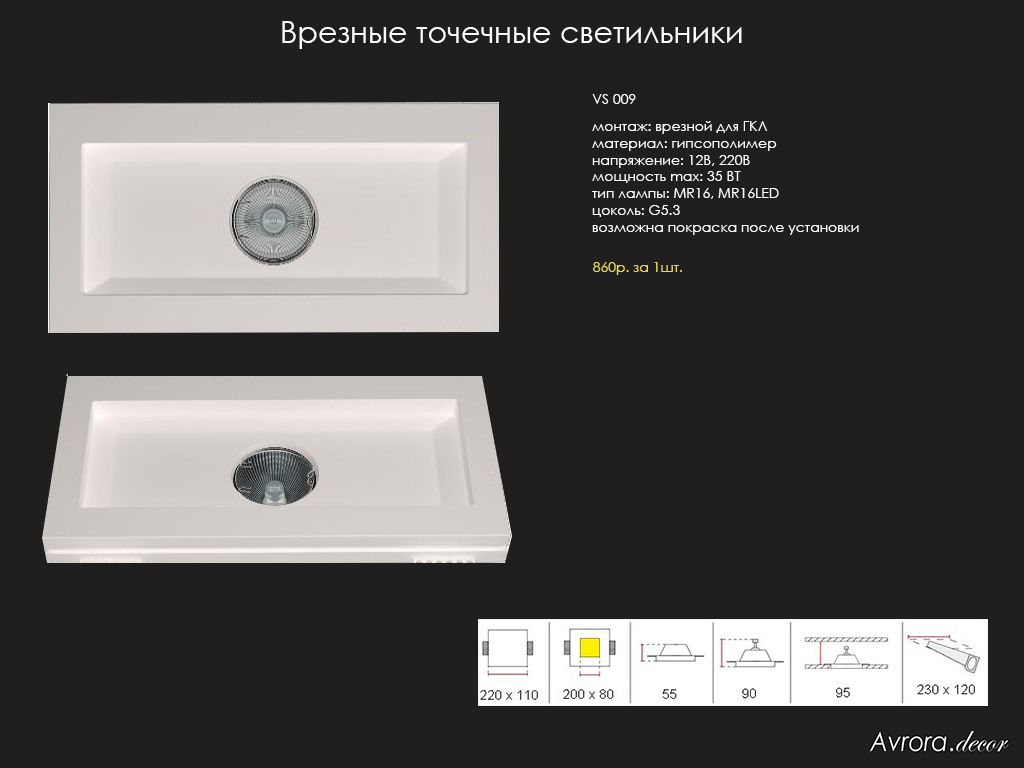 Врезные точечные светильники
VS 009
монтаж: врезной для ГКЛ
материал: гипсополимер
напряжение: 12В, 220В
мощность max: 35 ВТ
тип лампы: MR16, MR16LED
цоколь: G5.3
возможна покраска после установки
860р. за 1шт.
220 x 110
200 x 80
55
90
95
230 x 120
Avrora.decor